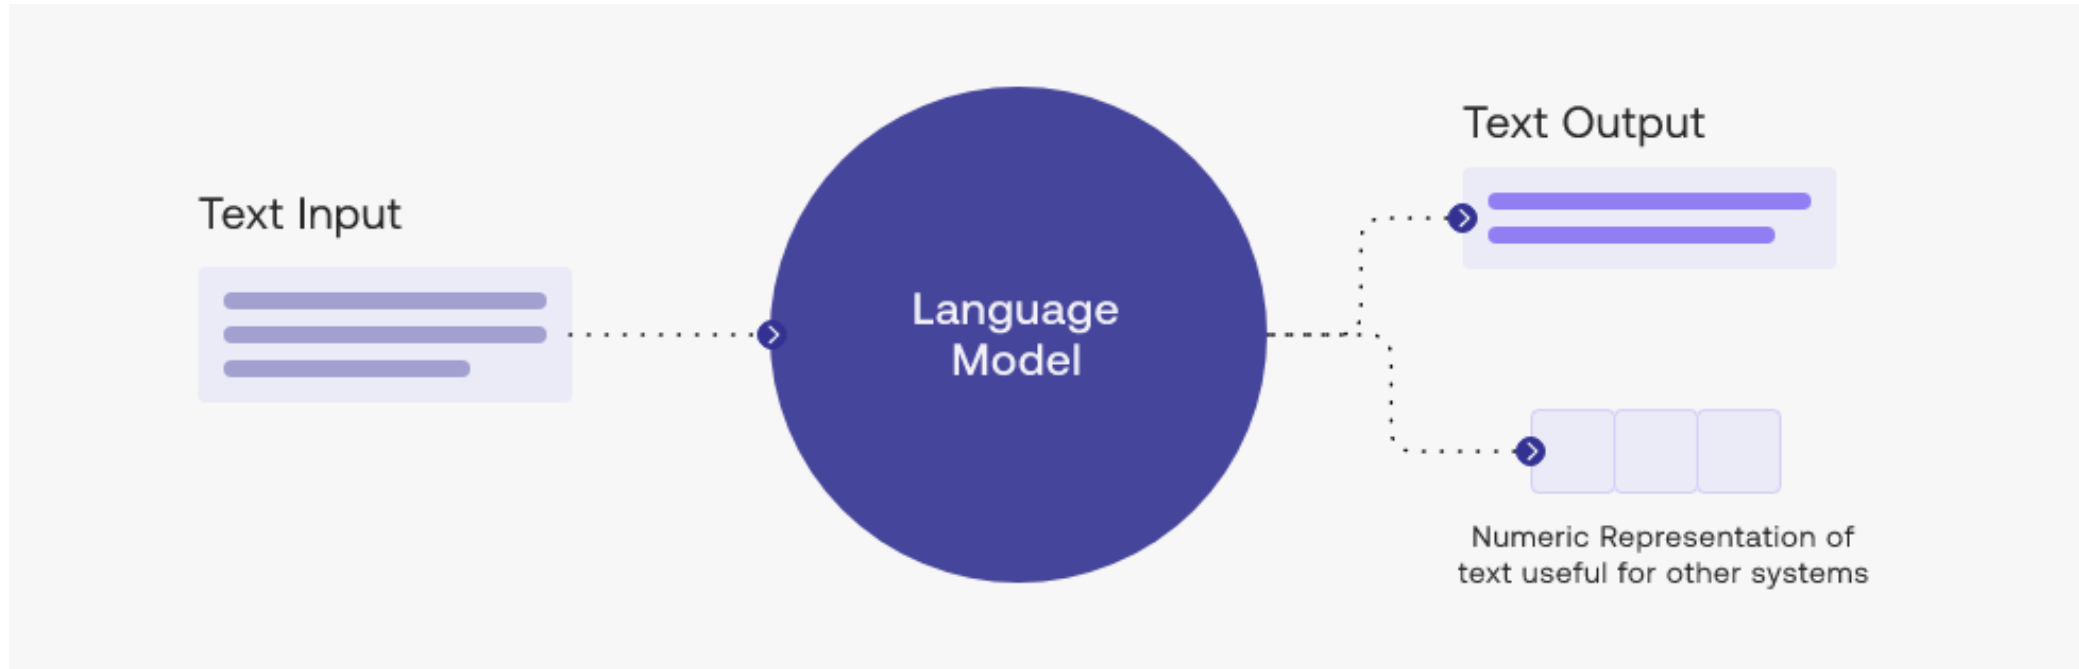 Text Input
Language
Model
Text Output
Numeric Representation of
text useful for other systems